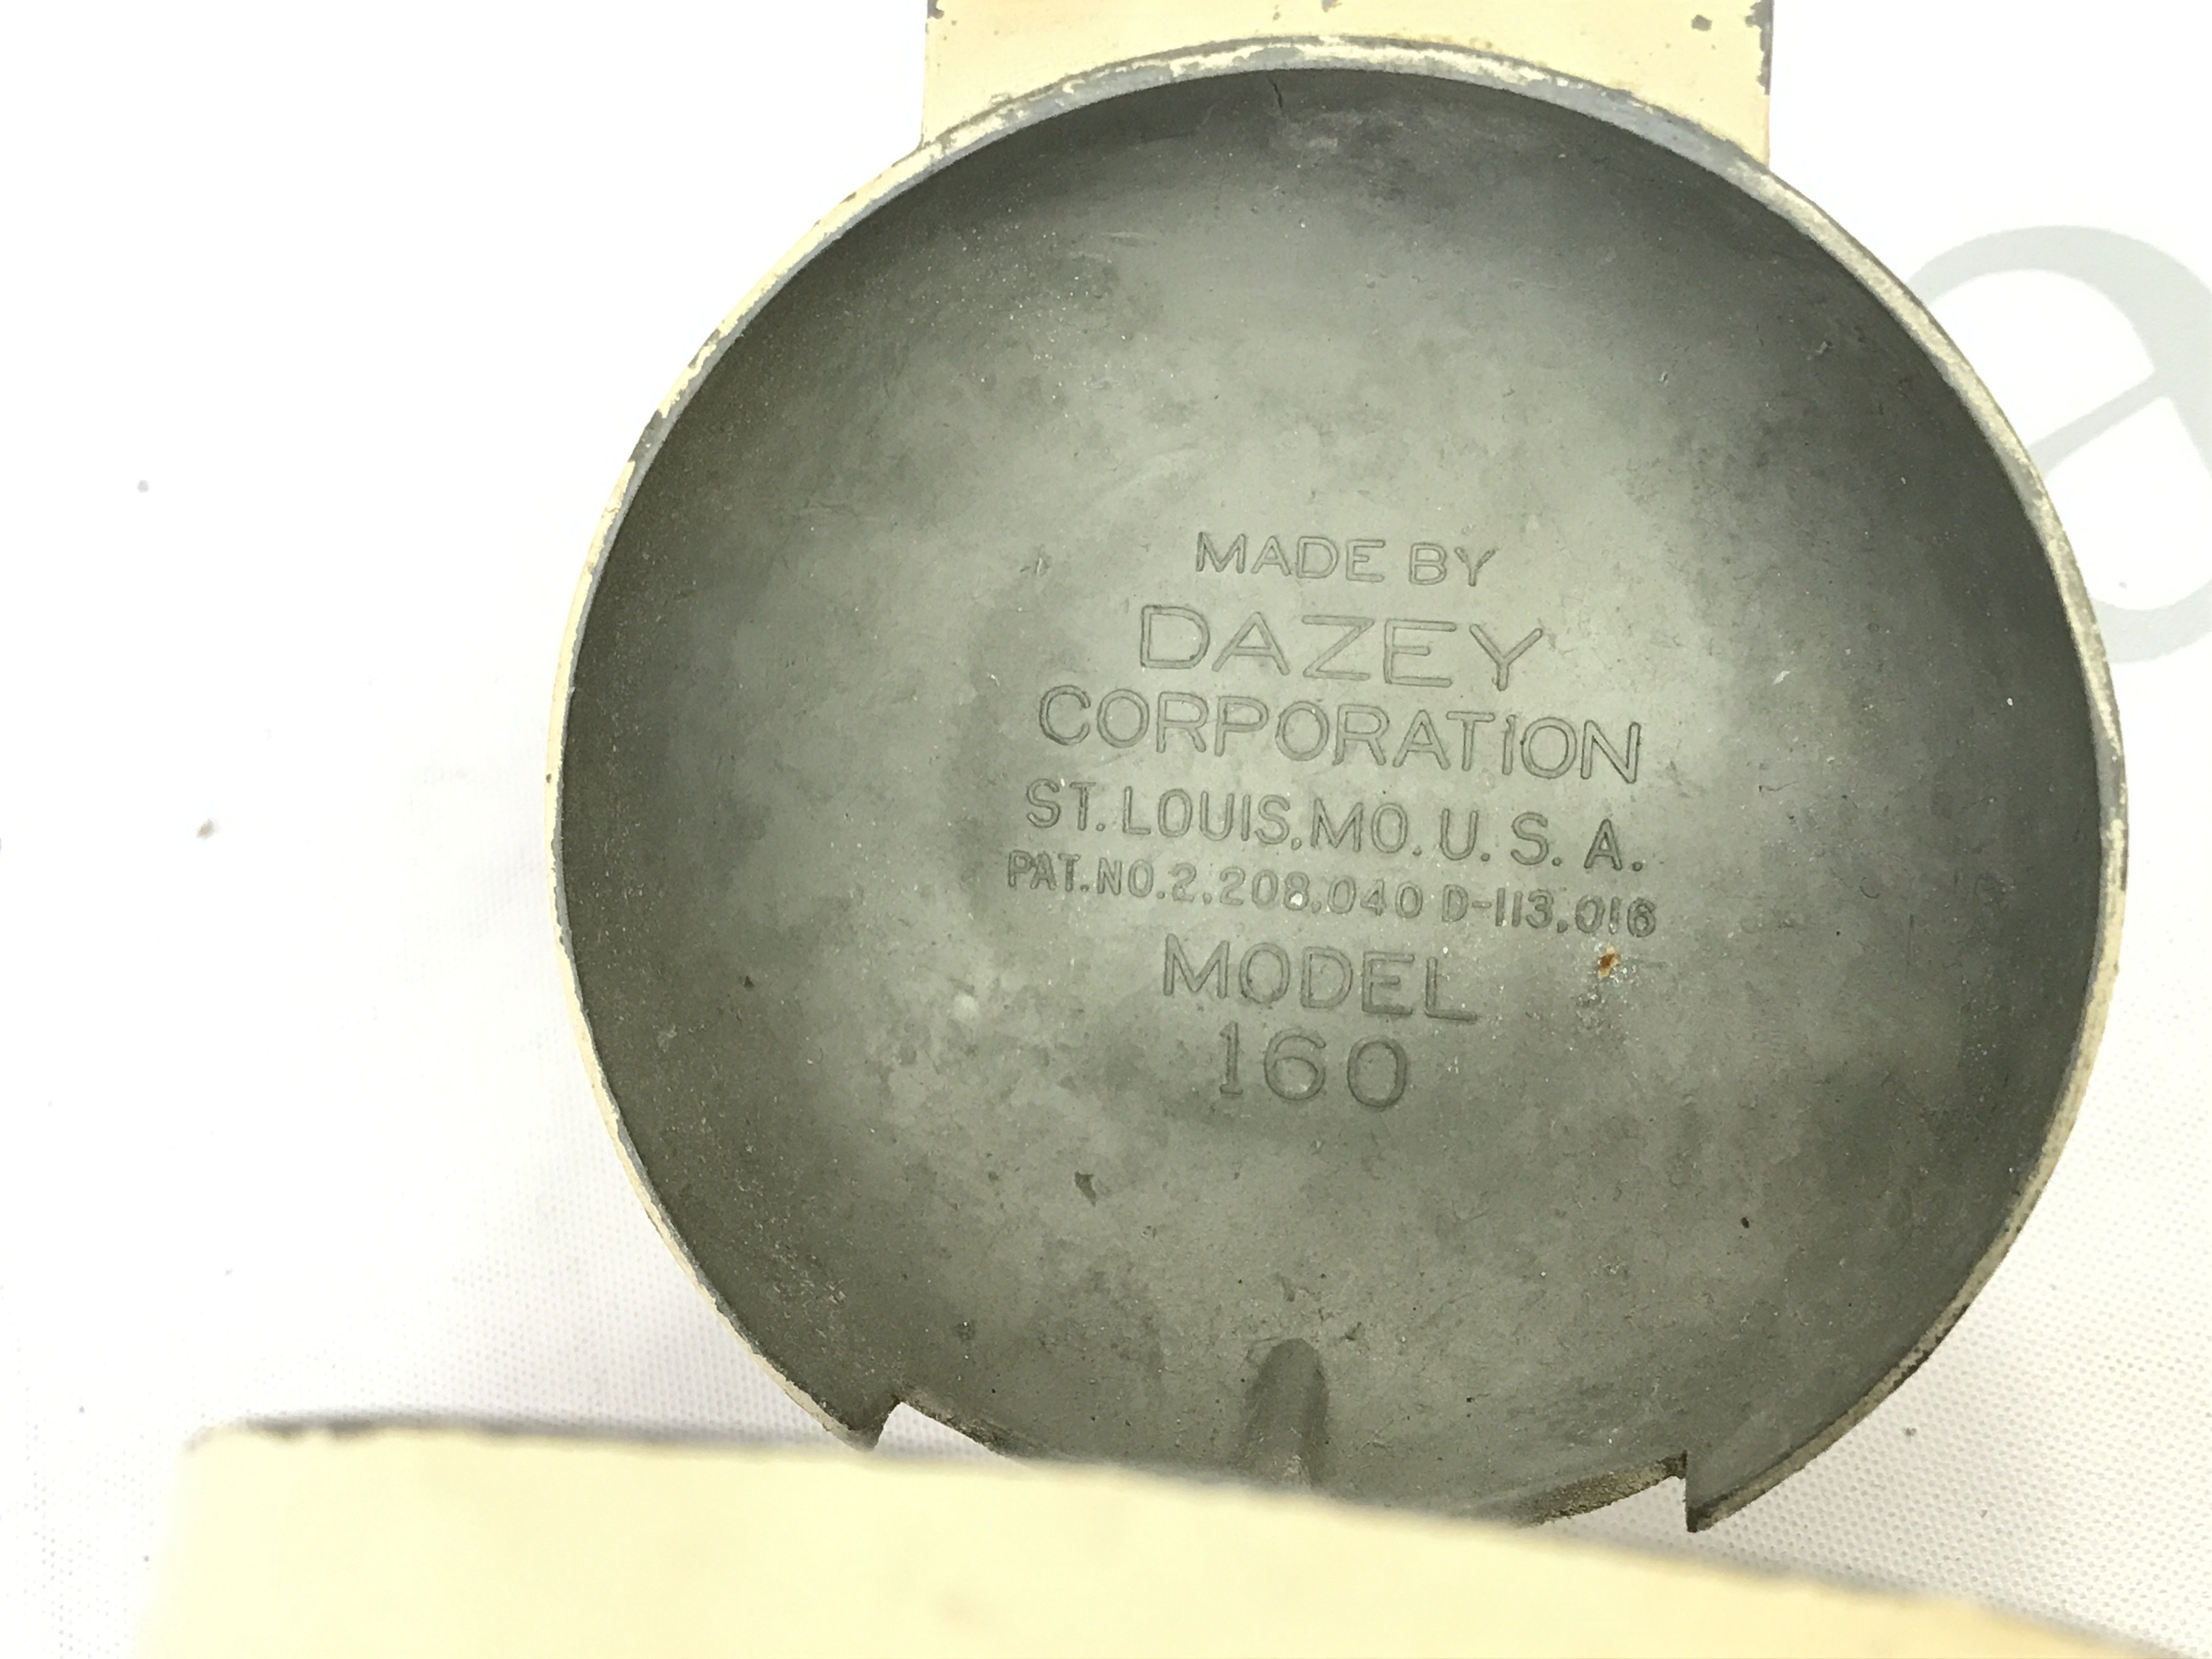 MADE BY
DAZEY
CORPORATION
ST. LOUIS, MO. U. S. A.
PAT. NO. 2,208,040 D-113,016
MODEL
160
e